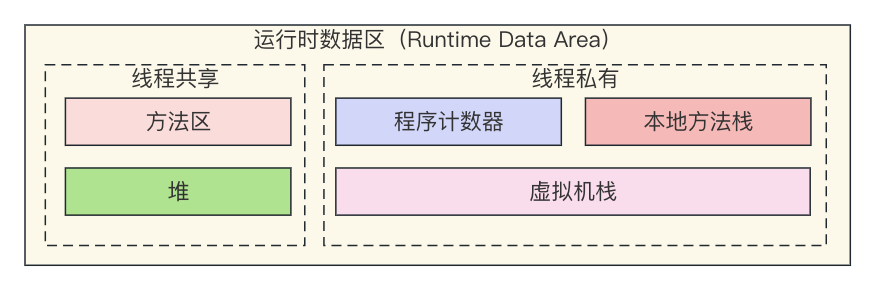 运行时数据区（Runtime Data Area）
线程共享
方法区
堆
线程私有
程序计数器
本地方法栈
虚拟机栈